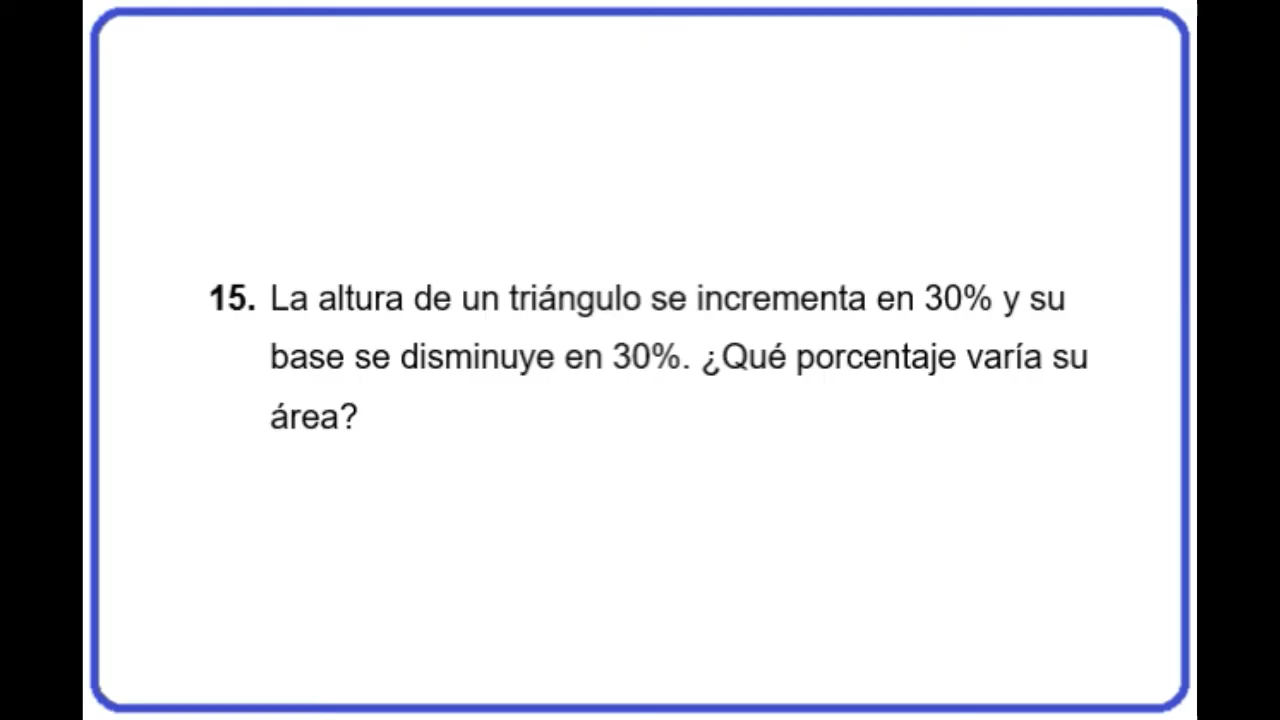 15. La altura de un triángulo se incrementa en 30% y su
base se disminuye en 30%. ¿Qué porcentaje varía su
área?